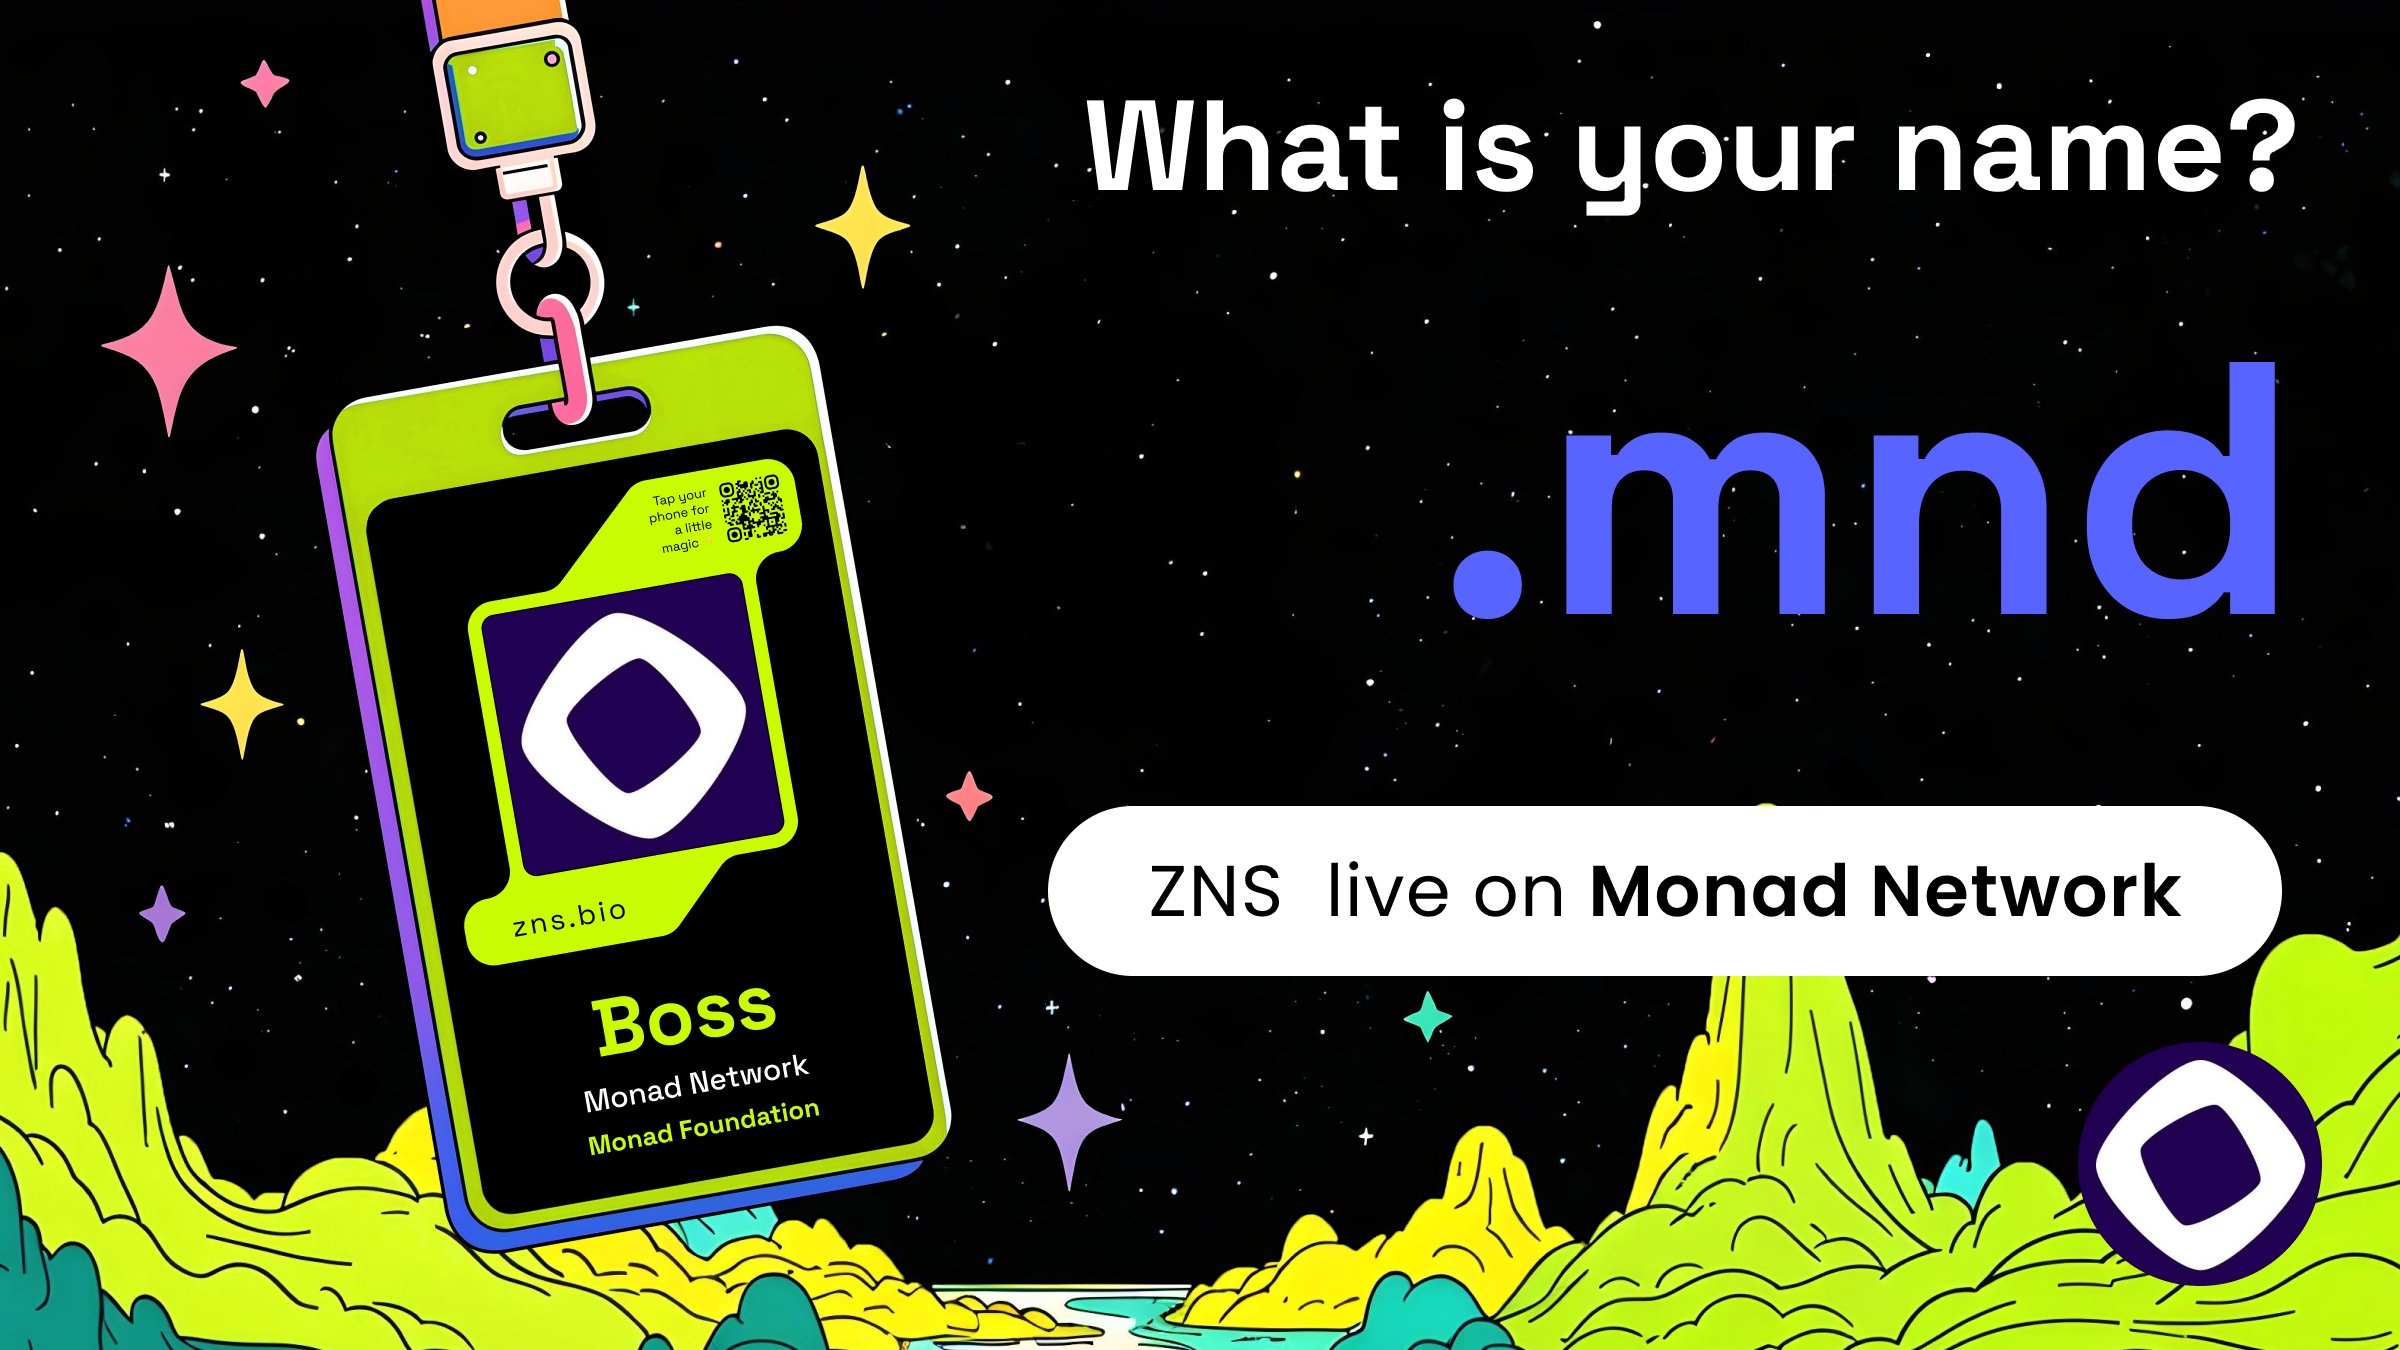 What is your name?
.mnd
ZNS live on Monad Network
Tap your
phone for
a little
magic
zns.bio
Boss
Monad Network
Monad Foundation